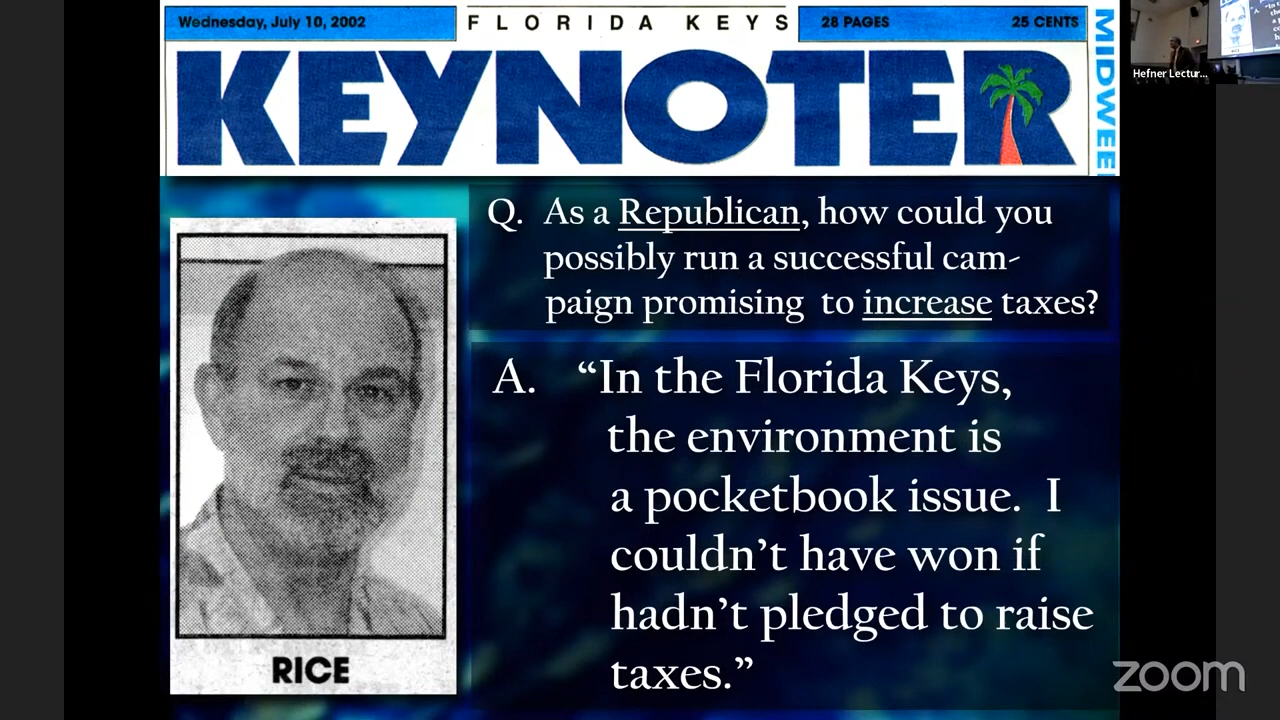 Wednesday, July 10, 2002
FLORIDA KEYS
28 PAGES
25 CENTS
KEYNOTER
MIDWEE
Hefner Lectur...
Q. As a Republican, how could you
possibly run a successful cam-
paign promising to increase taxes?
A. “In the Florida Keys,
the environment is
a pocketbook issue. I
couldn’t have won if
hadn’t pledged to raise
taxes.”
RICE
zoom